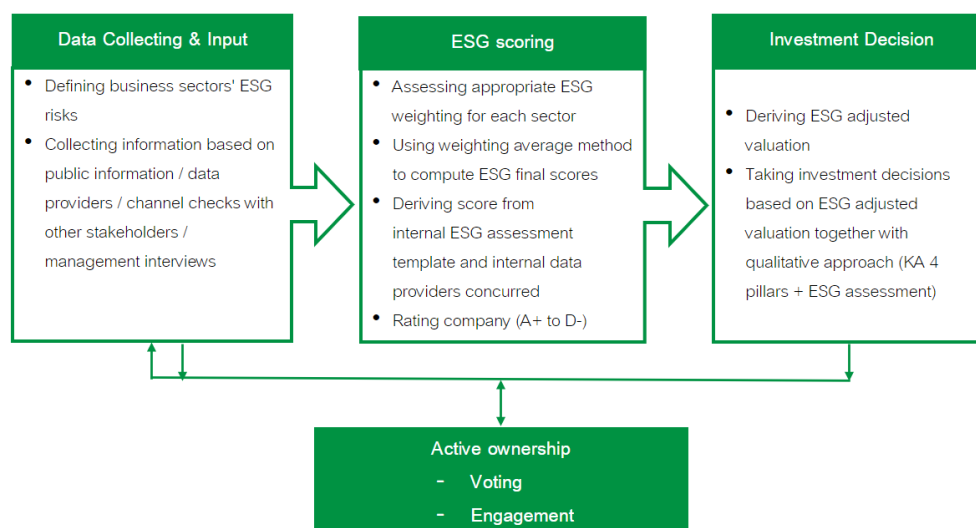 Data Collecting & Input
• Defining business sectors' ESG
risks
• Collecting information based on
public information / data
providers / channel checks with
other stakeholders /
management interviews
ESG scoring
• Assessing appropriate ESG
weighting for each sector
• Using weighting average method
to compute ESG final scores
• Deriving score from
internal ESG assessment
template and internal data
providers concurred
• Rating company (A+ to D-)
Investment Decision
• Deriving ESG adjusted
valuation
• Taking investment decisions
based on ESG adjusted
valuation together with
qualitative approach (KA 4
pillars + ESG assessment)
Active ownership
- Voting
- Engagement